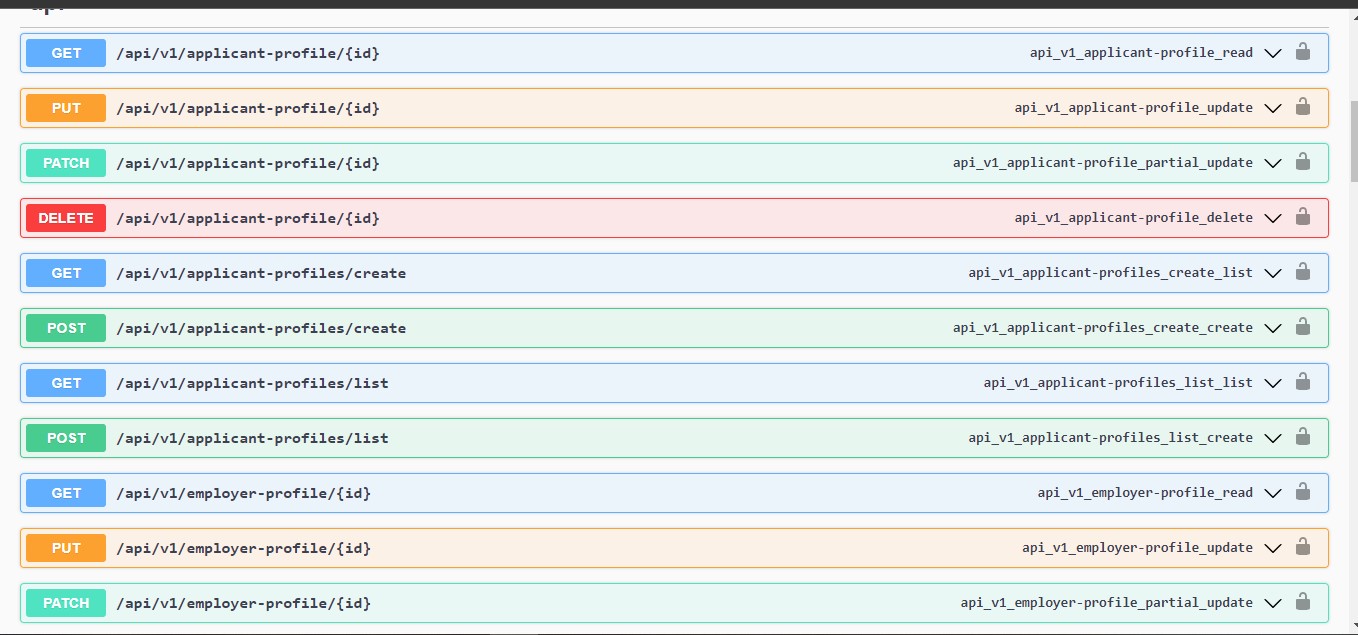 GET /api/v1/applicant-profile/{id} api_v1_applicant-profile_read
PUT /api/v1/applicant-profile/{id} api_v1_applicant-profile_update
PATCH /api/v1/applicant-profile/{id} api_v1_applicant-profile_partial_update
DELETE /api/v1/applicant-profile/{id} api_v1_applicant-profile_delete
GET /api/v1/applicant-profiles/create api_v1_applicant-profiles_create_list
POST /api/v1/applicant-profiles/create api_v1_applicant-profiles_create_create
GET /api/v1/applicant-profiles/list api_v1_applicant-profiles_list_list
POST /api/v1/applicant-profiles/list api_v1_applicant-profiles_list_create
GET /api/v1/employer-profile/{id} api_v1_employer-profile_read
PUT /api/v1/employer-profile/{id} api_v1_employer-profile_update
PATCH /api/v1/employer-profile/{id} api_v1_employer-profile_partial_update